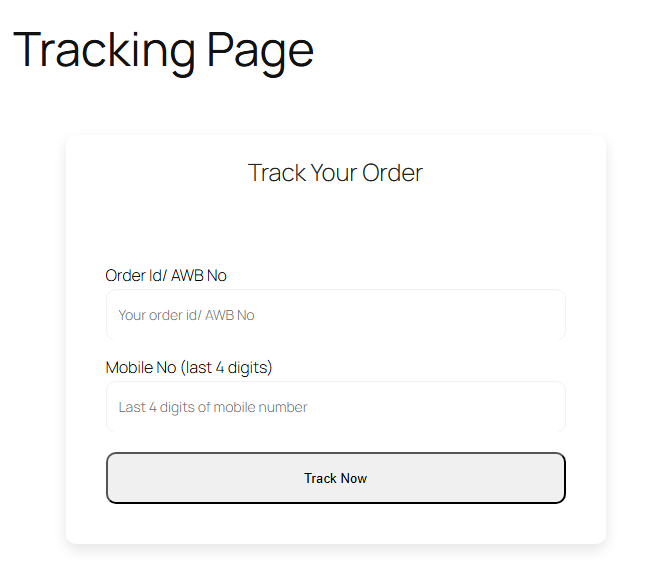 Tracking Page
Track Your Order
Order Id/ AWB No
Your order id/ AWB No
Mobile No (last 4 digits)
Last 4 digits of mobile number
Track Now